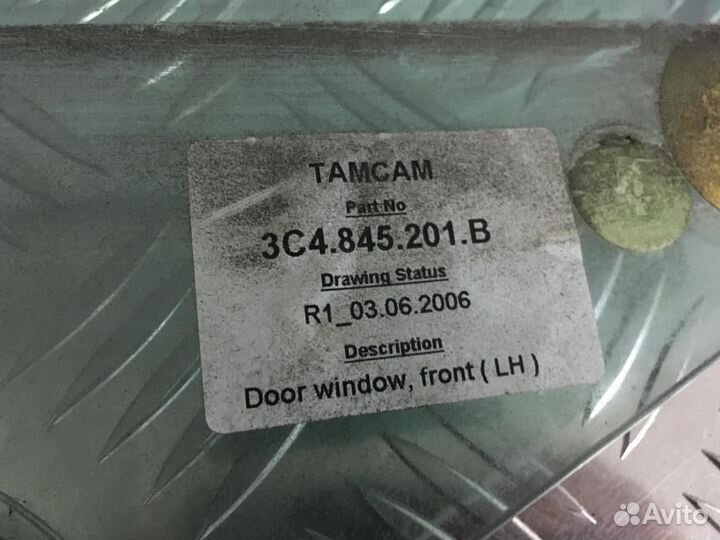 TAMCAM
Part No
3C4.845.201.B
Drawing Status
R1_03.06.2006
Description
Door window, front ( LH )
Avito